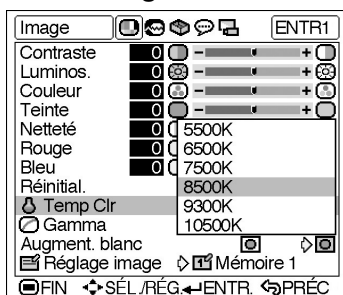 Image ENTR1
Contraste 0 - +
Luminos. 0 - +
Couleur 0 - +
Teinte 0 - +
Netteté 0
Rouge 0
Bleu 0
5500K
6500K
7500K
8500K
9300K
10500K
Réinitial.
Temp Clr
Gamma
Augment. blanc
Réglage image Mémoire 1
FIN SÉL./RÉG. ENTR. PRÉC